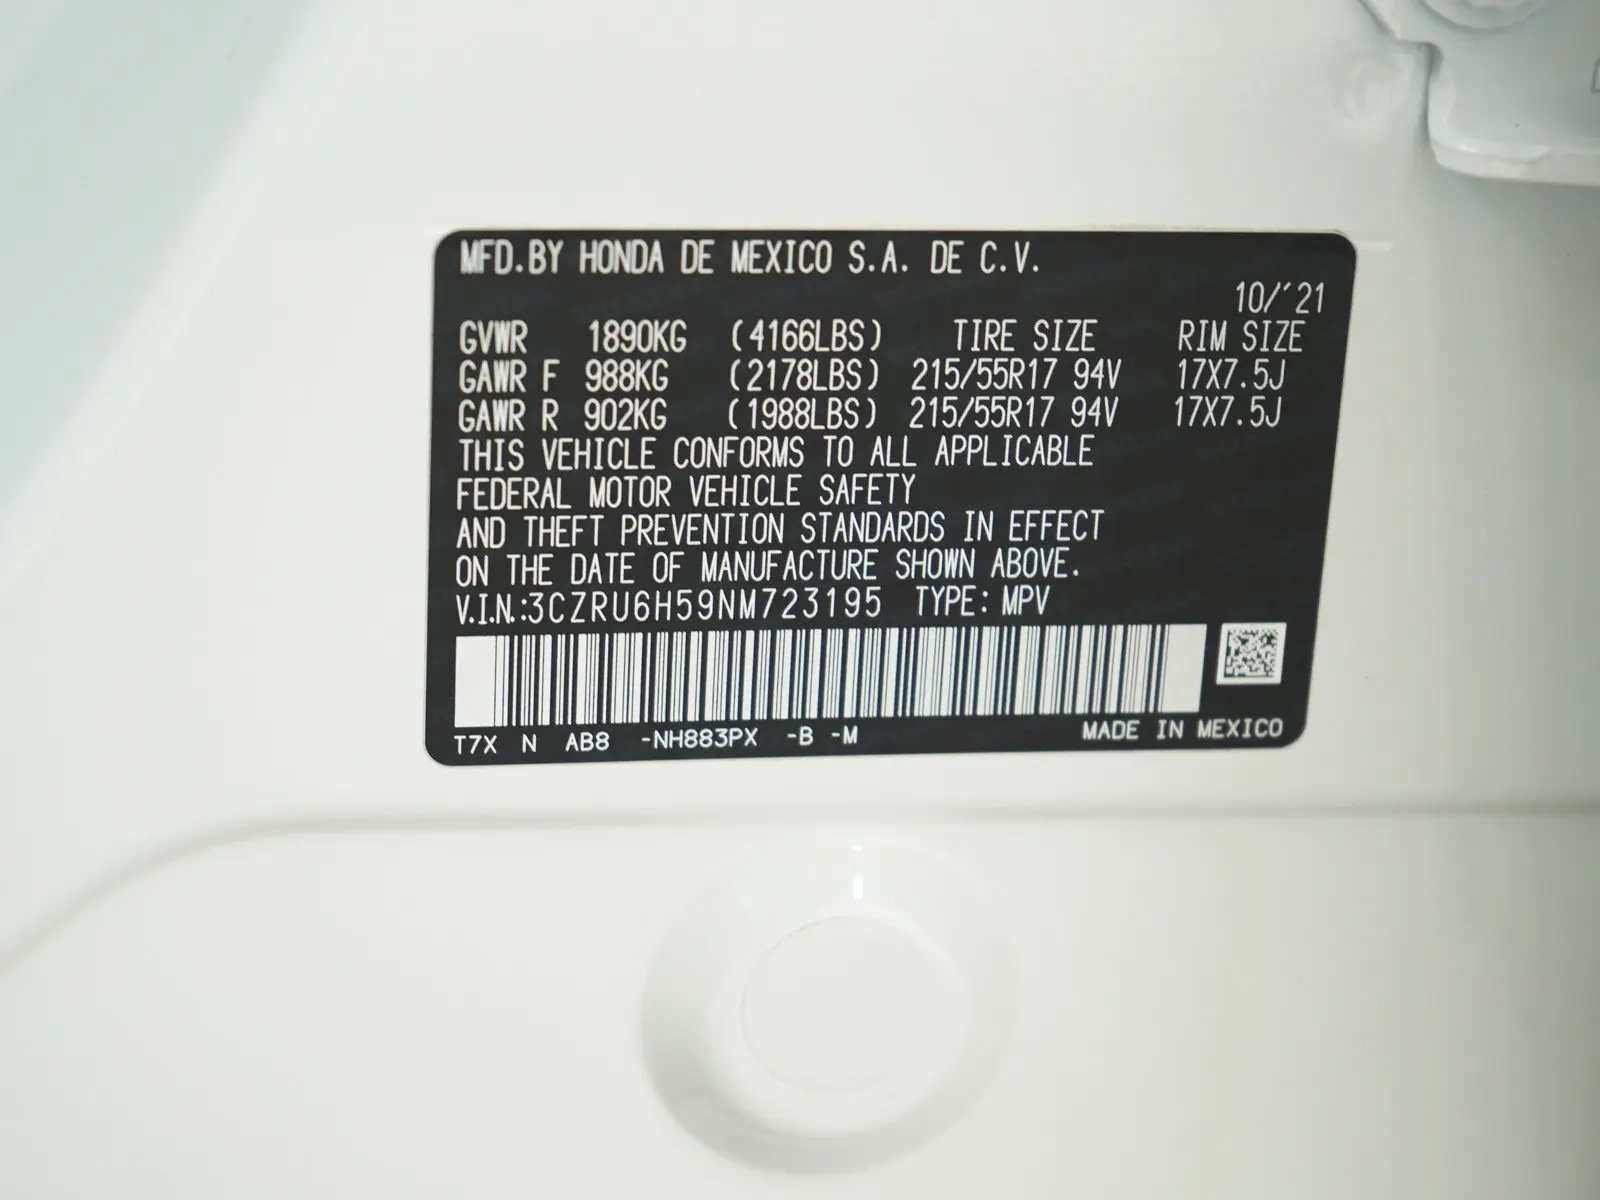 MFD.BY HONDA DE MEXICO S.A. DE C.V.
10/'21
GVWR 1890KG (4166LBS) TIRE SIZE RIM SIZE
GAWR F 988KG (2178LBS) 215/55R17 94V 17X7.5J
GAWR R 902KG (1988LBS) 215/55R17 94V 17X7.5J
THIS VEHICLE CONFORMS TO ALL APPLICABLE
FEDERAL MOTOR VEHICLE SAFETY
AND THEFT PREVENTION STANDARDS IN EFFECT
ON THE DATE OF MANUFACTURE SHOWN ABOVE.
V.I.N.:3CZRU6H59NM723195 TYPE: MPV
T7X N AB8 -NH883PX -B -M MADE IN MEXICO